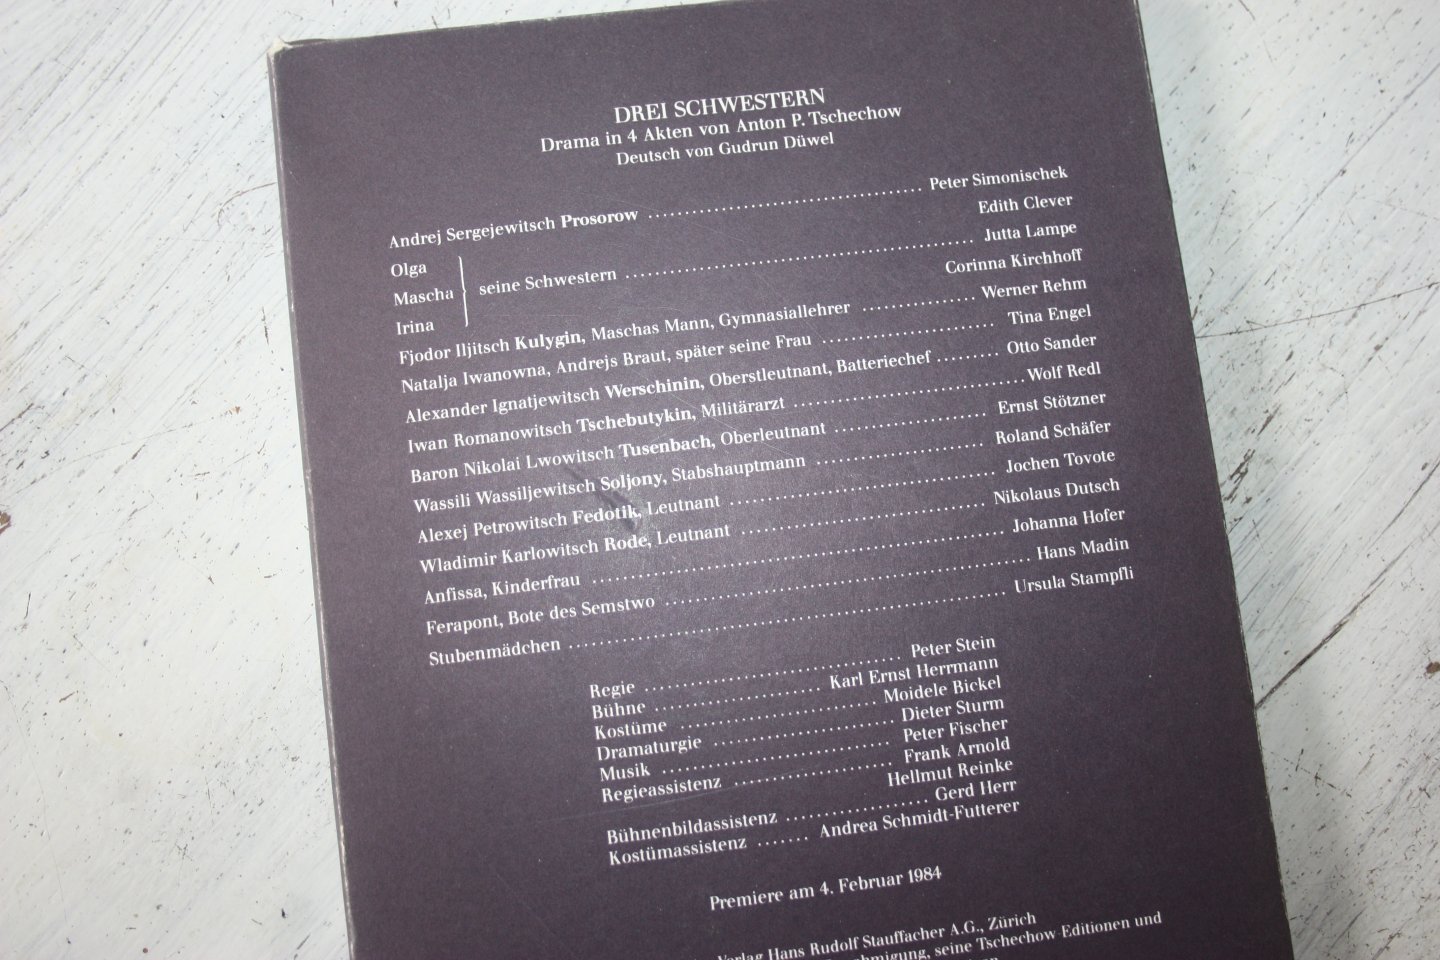 DREI SCHWESTERN
Drama in 4 Akten von Anton P. Tschechow
Deutsch von Gudrun Düwel
Andrej Sergejewitsch Prosorow ........ Peter Simonischek
Olga ........ Edith Clever
Mascha } seine Schwestern ........ Jutta Lampe
Irina ........ Corinna Kirchhoff
Fjodor Iljitsch Kulygin, Maschas Mann, Gymnasiallehrer ........ Werner Rehm
Natalja Iwanowna, Andrejs Braut, später seine Frau ........ Tina Engel
Alexander Ignatjewitsch Werschinin, Oberstleutnant, Batteriechef ........ Otto Sander
Iwan Romanowitsch Tschebutykin, Militärarzt ........ Wolf Redl
Baron Nikolai Lwowitsch Tusenbach, Oberleutnant ........ Ernst Stötzner
Wassili Wassiljewitsch Soljony, Stabshauptmann ........ Roland Schäfer
Alexej Petrowitsch Fedotik, Leutnant ........ Jochen Tovote
Wladimir Karlowitsch Rode, Leutnant ........ Nikolaus Dutsch
Anfissa, Kinderfrau ........ Johanna Hofer
Ferapont, Bote des Semstwo ........ Hans Madin
Stubenmädchen ........ Ursula Stampfli
Regie ........ Peter Stein
Bühne ........ Karl Ernst Herrmann
Kostüme ........ Moidele Bickel
Dramaturgie ........ Dieter Sturm
Musik ........ Peter Fischer
Regieassistenz ........ Frank Arnold
Hellmut Reinke
Bühnenbildassistenz ........ Gerd Herr
Kostümassistenz ........ Andrea Schmidt-Futterer
Premiere am 4. Februar 1984
Verlag Hans Rudolf Stauffacher A.G., Zürich
seine Tschechow-Editionen und